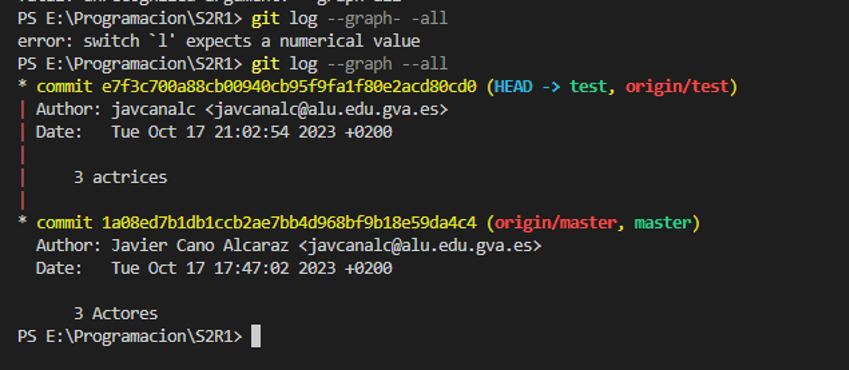 PS E:\Programacion\S2R1> git log --graph- -all
error: switch `l' expects a numerical value
PS E:\Programacion\S2R1> git log --graph --all
* commit e7f3c700a88cb00940cb95f9fa1f80e2acd80cd0 (HEAD -> test, origin/test)
| Author: javcanalc <javcanalc@alu.edu.gva.es>
| Date:   Tue Oct 17 21:02:54 2023 +0200
|
|     3 actrices
|
* commit 1a08ed7b1db1ccb2ae7bb4d968bf9b18e59da4c4 (origin/master, master)
  Author: Javier Cano Alcaraz <javcanalc@alu.edu.gva.es>
  Date:   Tue Oct 17 17:47:02 2023 +0200

      3 Actores
PS E:\Programacion\S2R1>